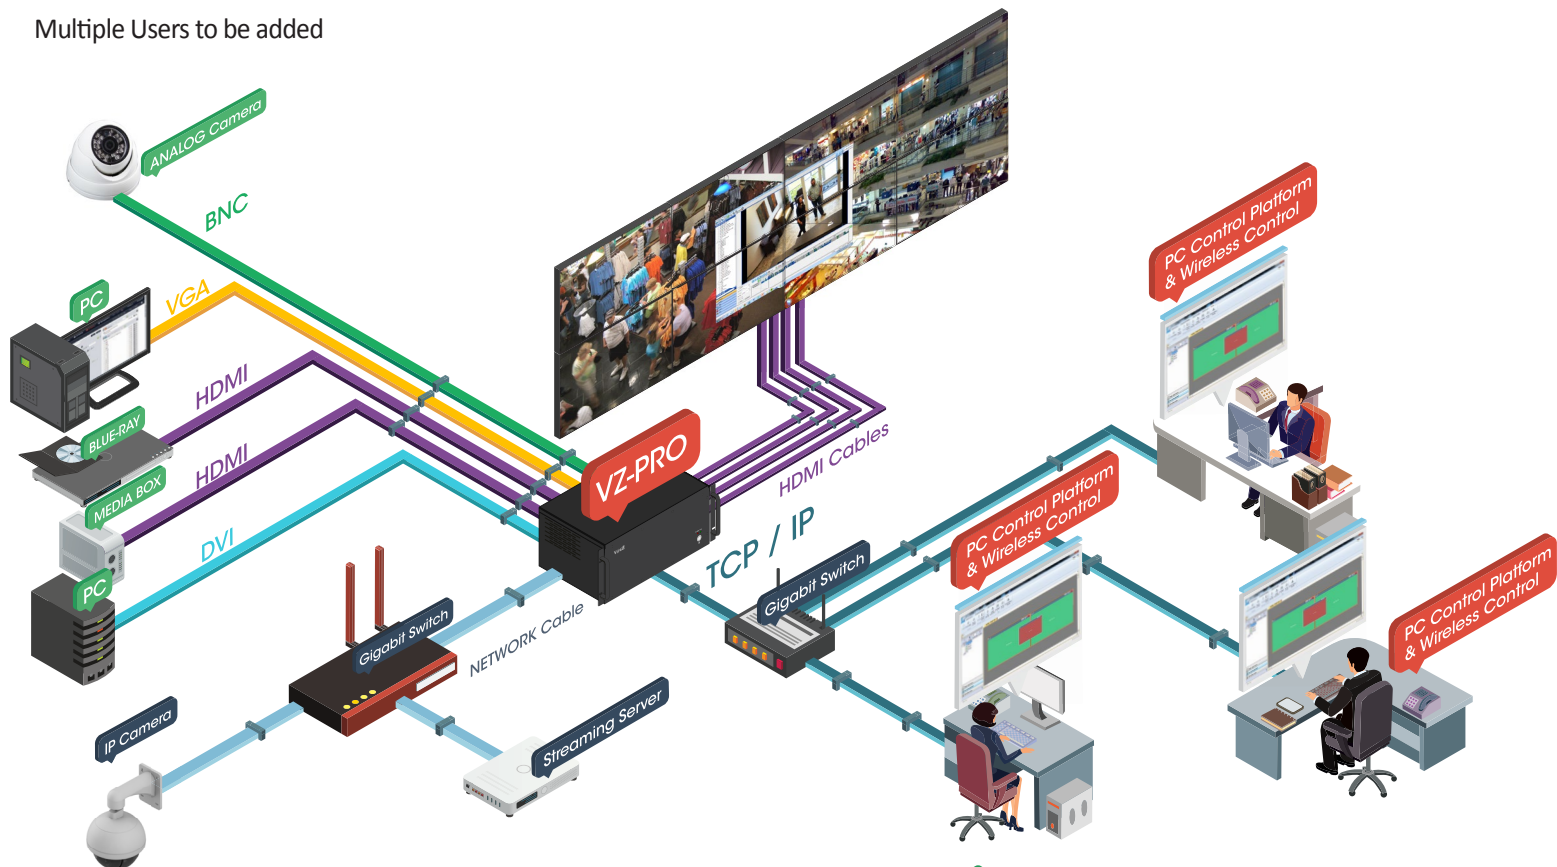 Multiple Users to be added
ANALOG Camera
BNC
PC
VGA
BLUE-RAY
HDMI
MEDIA BOX
HDMI
PC
DVI
VZ-PRO
HDMI Cables
TCP / IP
NETWORK Cable
Gigabit Switch
Gigabit Switch
IP Camera
Streaming Server
PC Control Platform
& Wireless Control
PC Control Platform
& Wireless Control
PC Control Platform
& Wireless Control